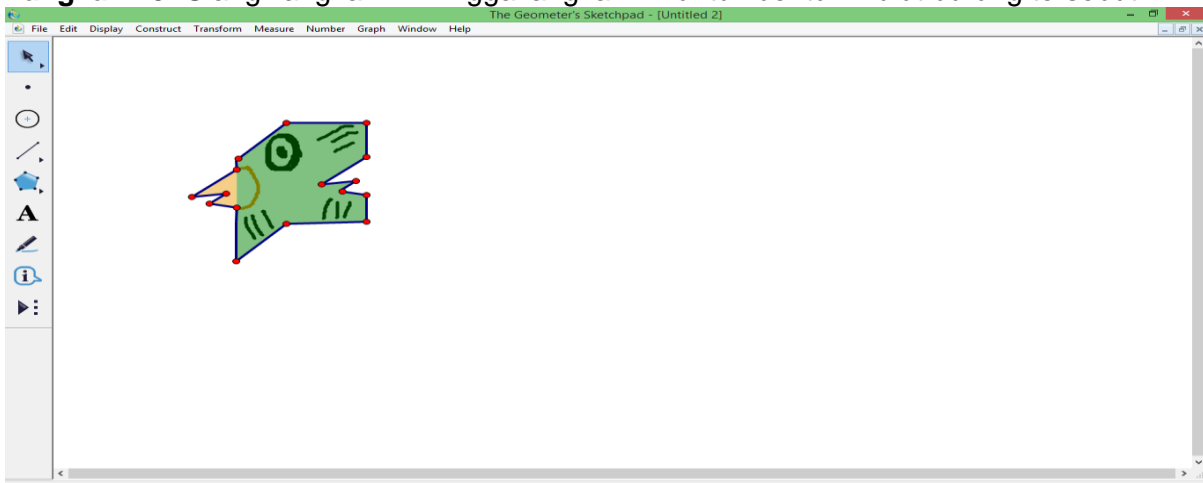 The Geometer's Sketchpad - [Untitled 2]
File Edit Display Construct Transform Measure Number Graph Window Help
A
i